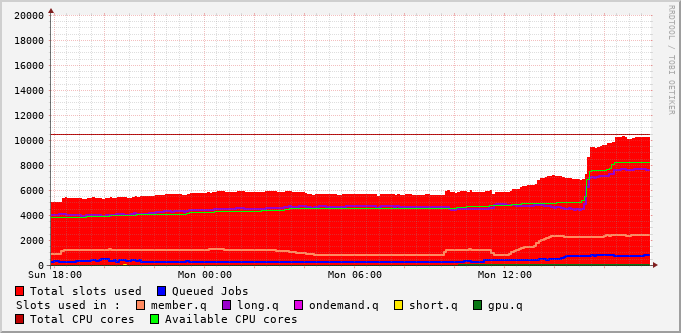 20000
18000
16000
14000
12000
10000
8000
6000
4000
2000
0
Sun 18:00 Mon 00:00 Mon 06:00 Mon 12:00
Total slots used Queued Jobs
Slots used in : member.q long.q ondemand.q short.q gpu.q
Total CPU cores Available CPU cores
RRDTOOL / TOBI OETIKER